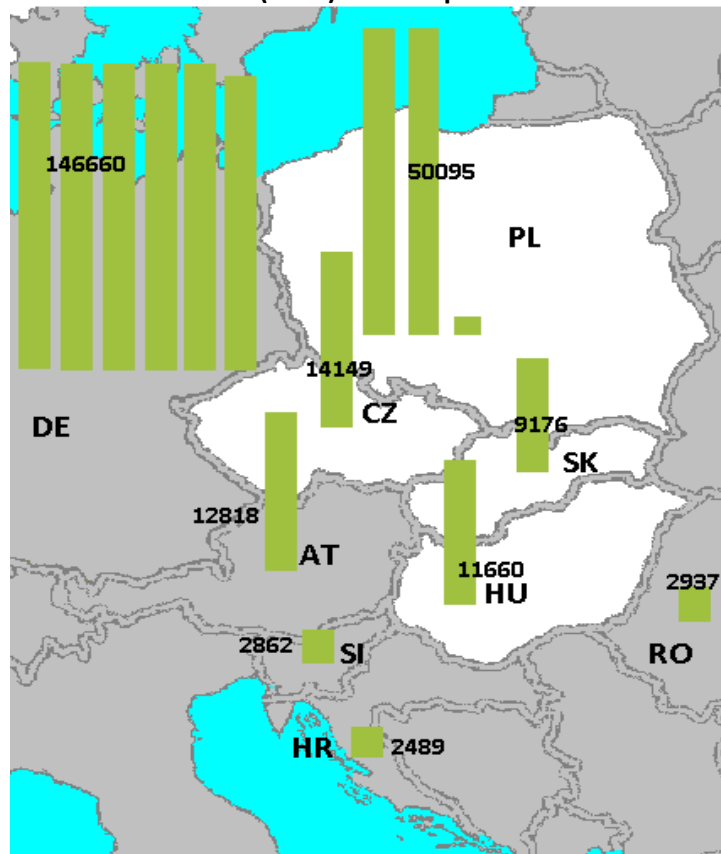 146660
50095
PL
14149
CZ
DE
9176
SK
12818
AT
11660
HU
2937
2862
SI
RO
HR
2489